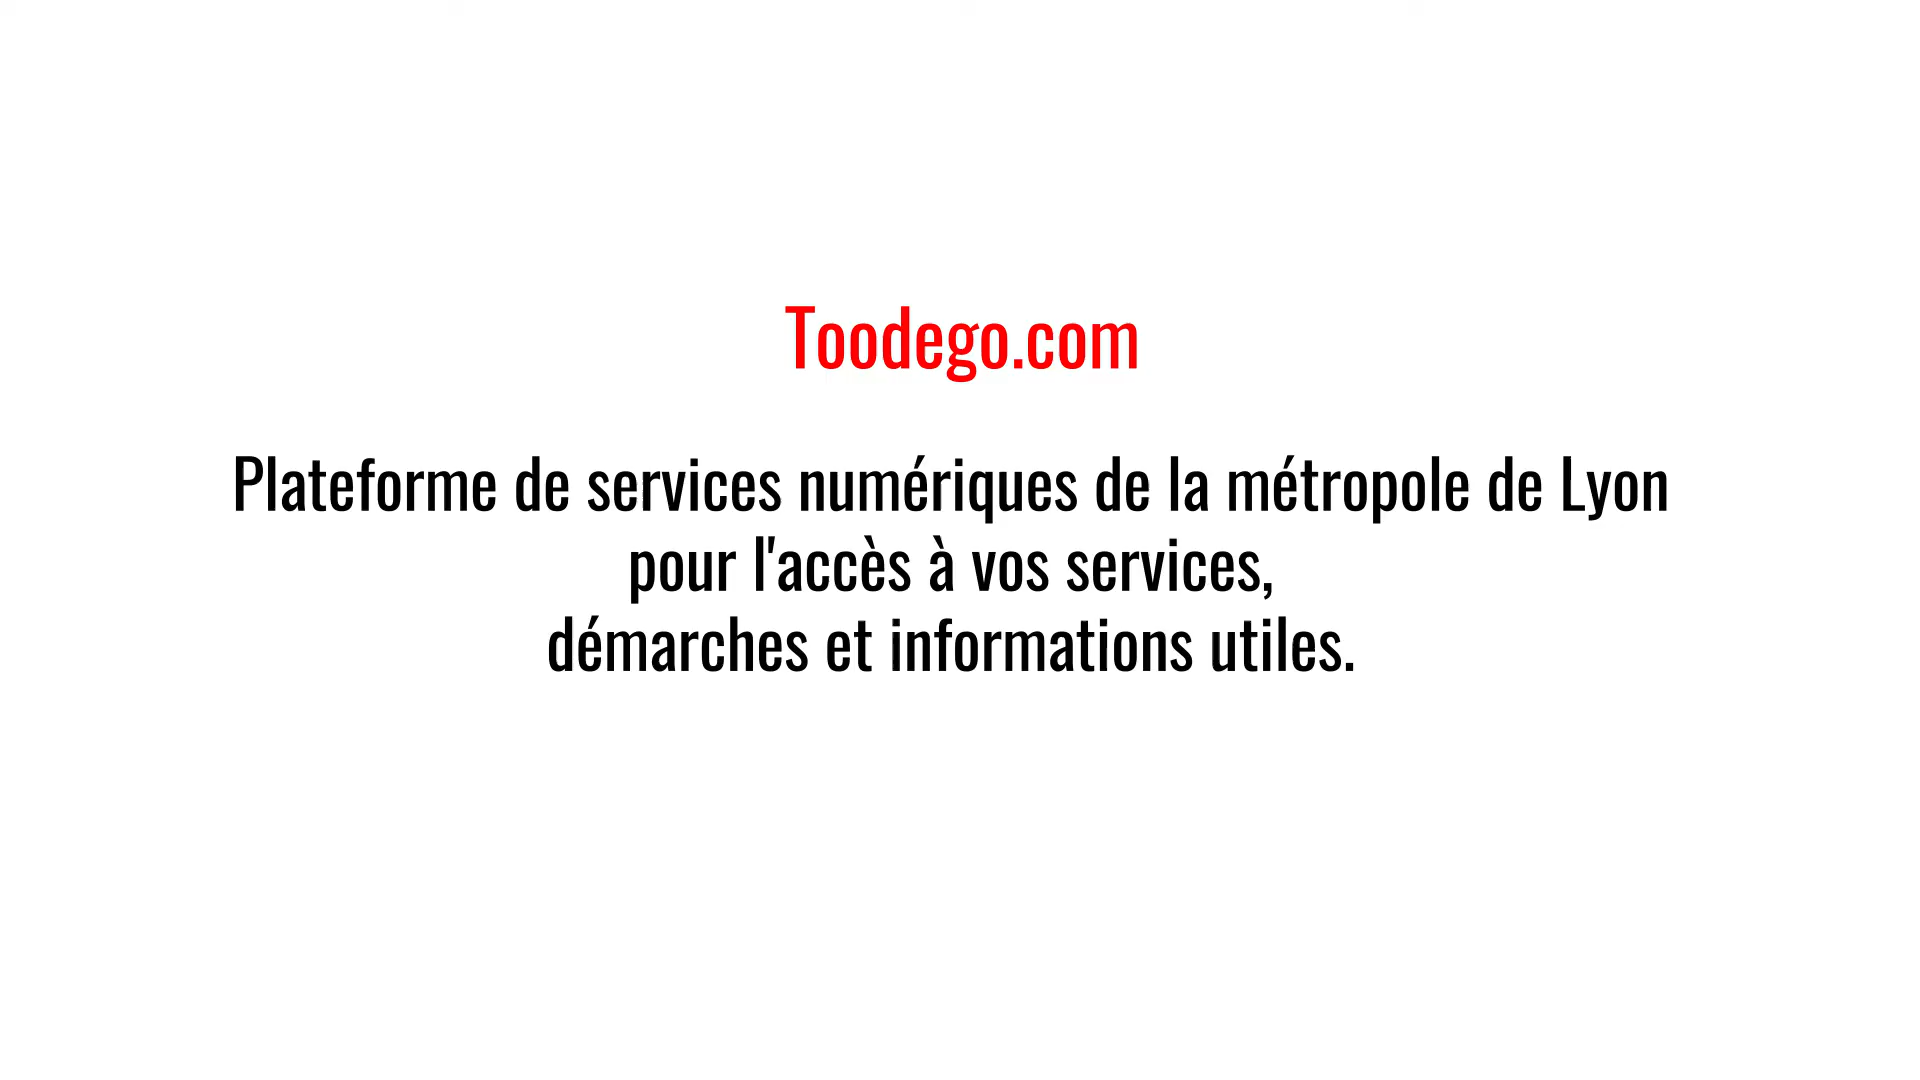 Toodego.com
Plateforme de services numériques de la métropole de Lyon
pour l'accès à vos services,
démarches et informations utiles.